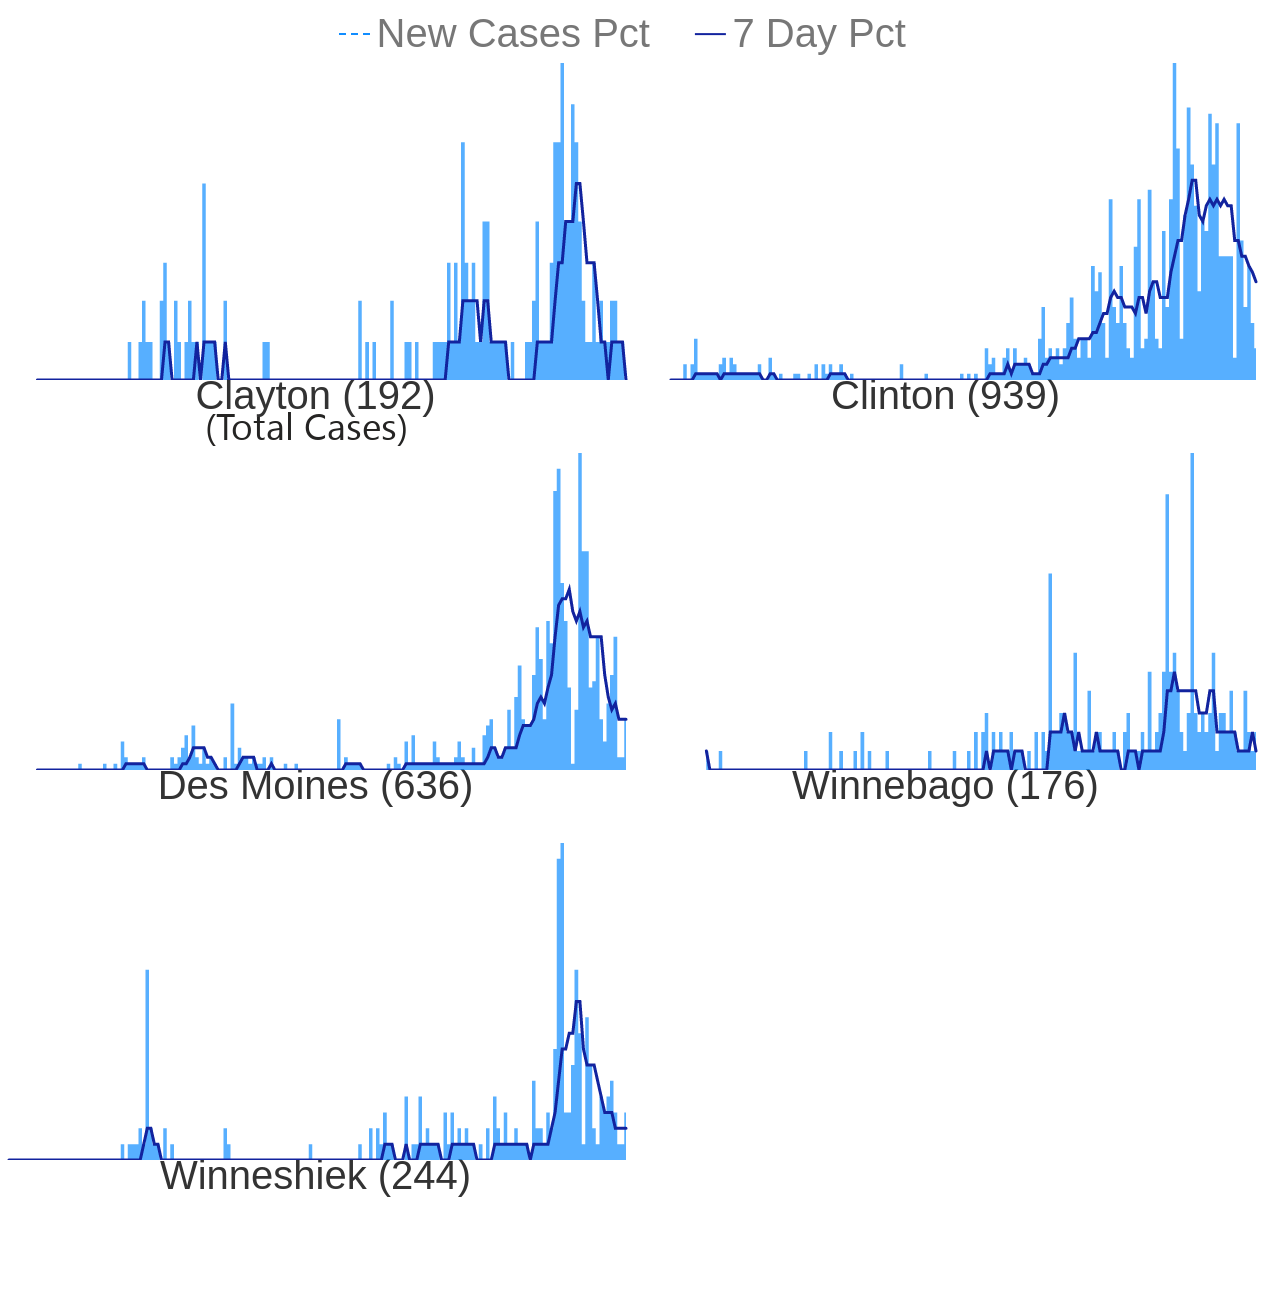 New Cases Pct 7 Day Pct
Clayton (192)
(Total Cases)
Clinton (939)
Des Moines (636)
Winnebago (176)
Winneshiek (244)